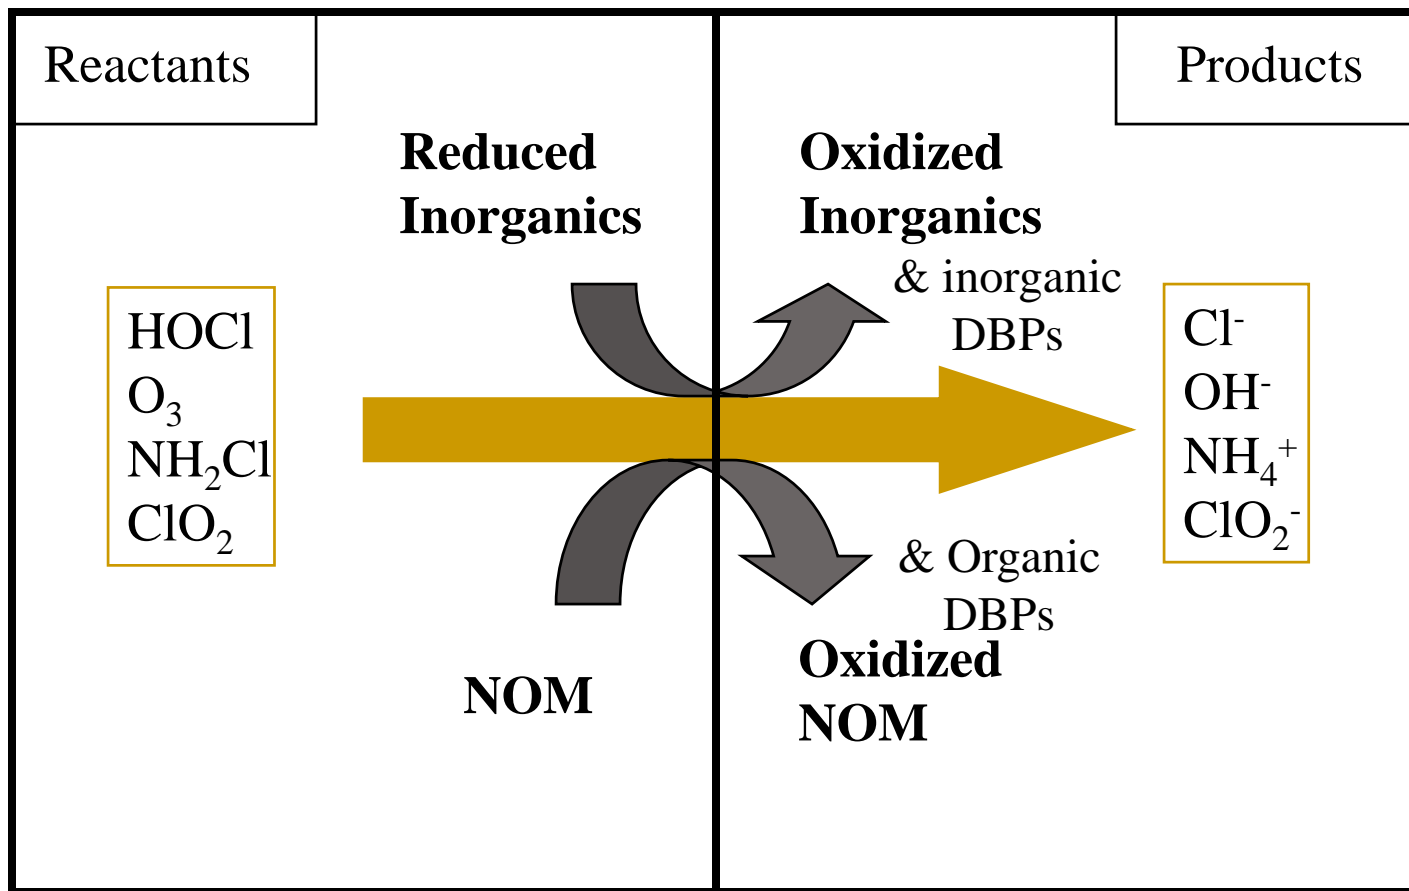 Reactants
Products
Reduced
Inorganics
Oxidized
Inorganics
& inorganic
DBPs
HOCl
O₃
NH₂Cl
ClO₂
Cl⁻
OH⁻
NH₄⁺
ClO₂⁻
& Organic
DBPs
NOM
Oxidized
NOM